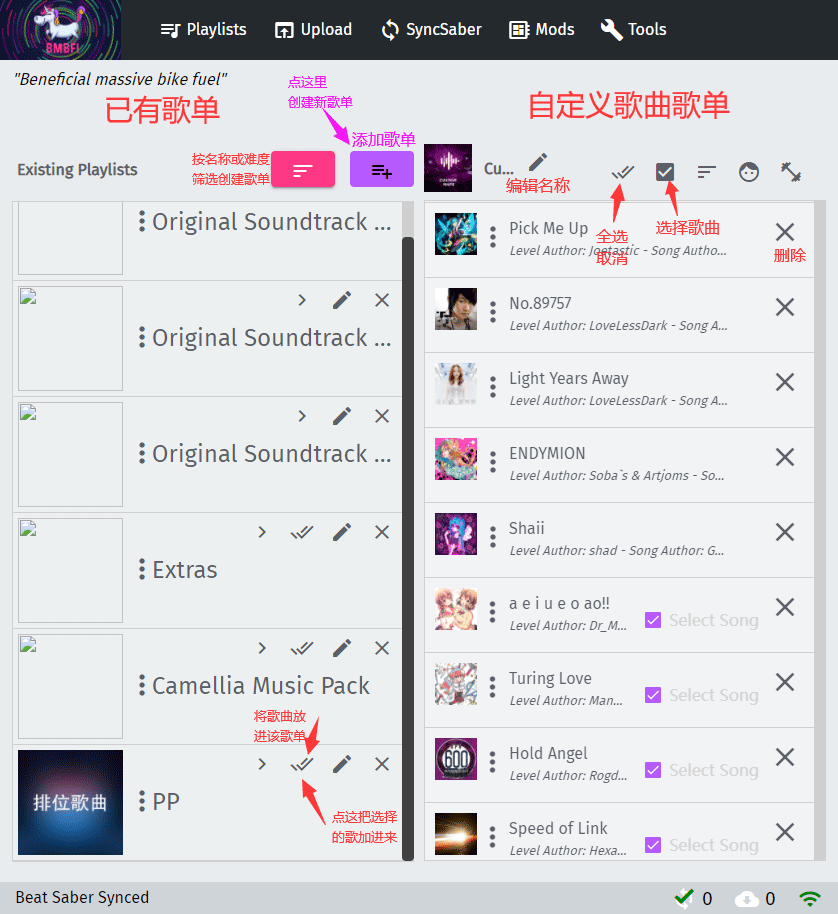 BMBF!
Playlists
Upload
SyncSaber
Mods
Tools
"Beneficial massive bike fuel"
已有歌单
点这里
创建新歌单
自定义歌曲歌单
Existing Playlists
按名称或难度
筛选创建歌单
添加歌单
Cu...
编辑名称
全选
取消
选择歌曲
删除
Original Soundtrack ...
Original Soundtrack ...
Original Soundtrack ...
Extras
Camellia Music Pack
将歌曲放
进该歌单
排位歌曲
PP
点这把选择
的歌加进来
Pick Me Up
Level Author: Joetastic - Song Autho...
No.89757
Level Author: LoveLessDark - Song A...
Light Years Away
Level Author: LoveLessDark - Song A...
ENDYMION
Level Author: Soba`s & Artjoms - So...
Shaii
Level Author: shad - Song Author: G...
a e i u e o ao!!
Level Author: Dr_M...
Select Song
Turing Love
Level Author: Man...
Select Song
Hold Angel
Level Author: Rogd...
Select Song
600
Speed of Link
Level Author: Hexa...
Select Song
Beat Saber Synced
0
0